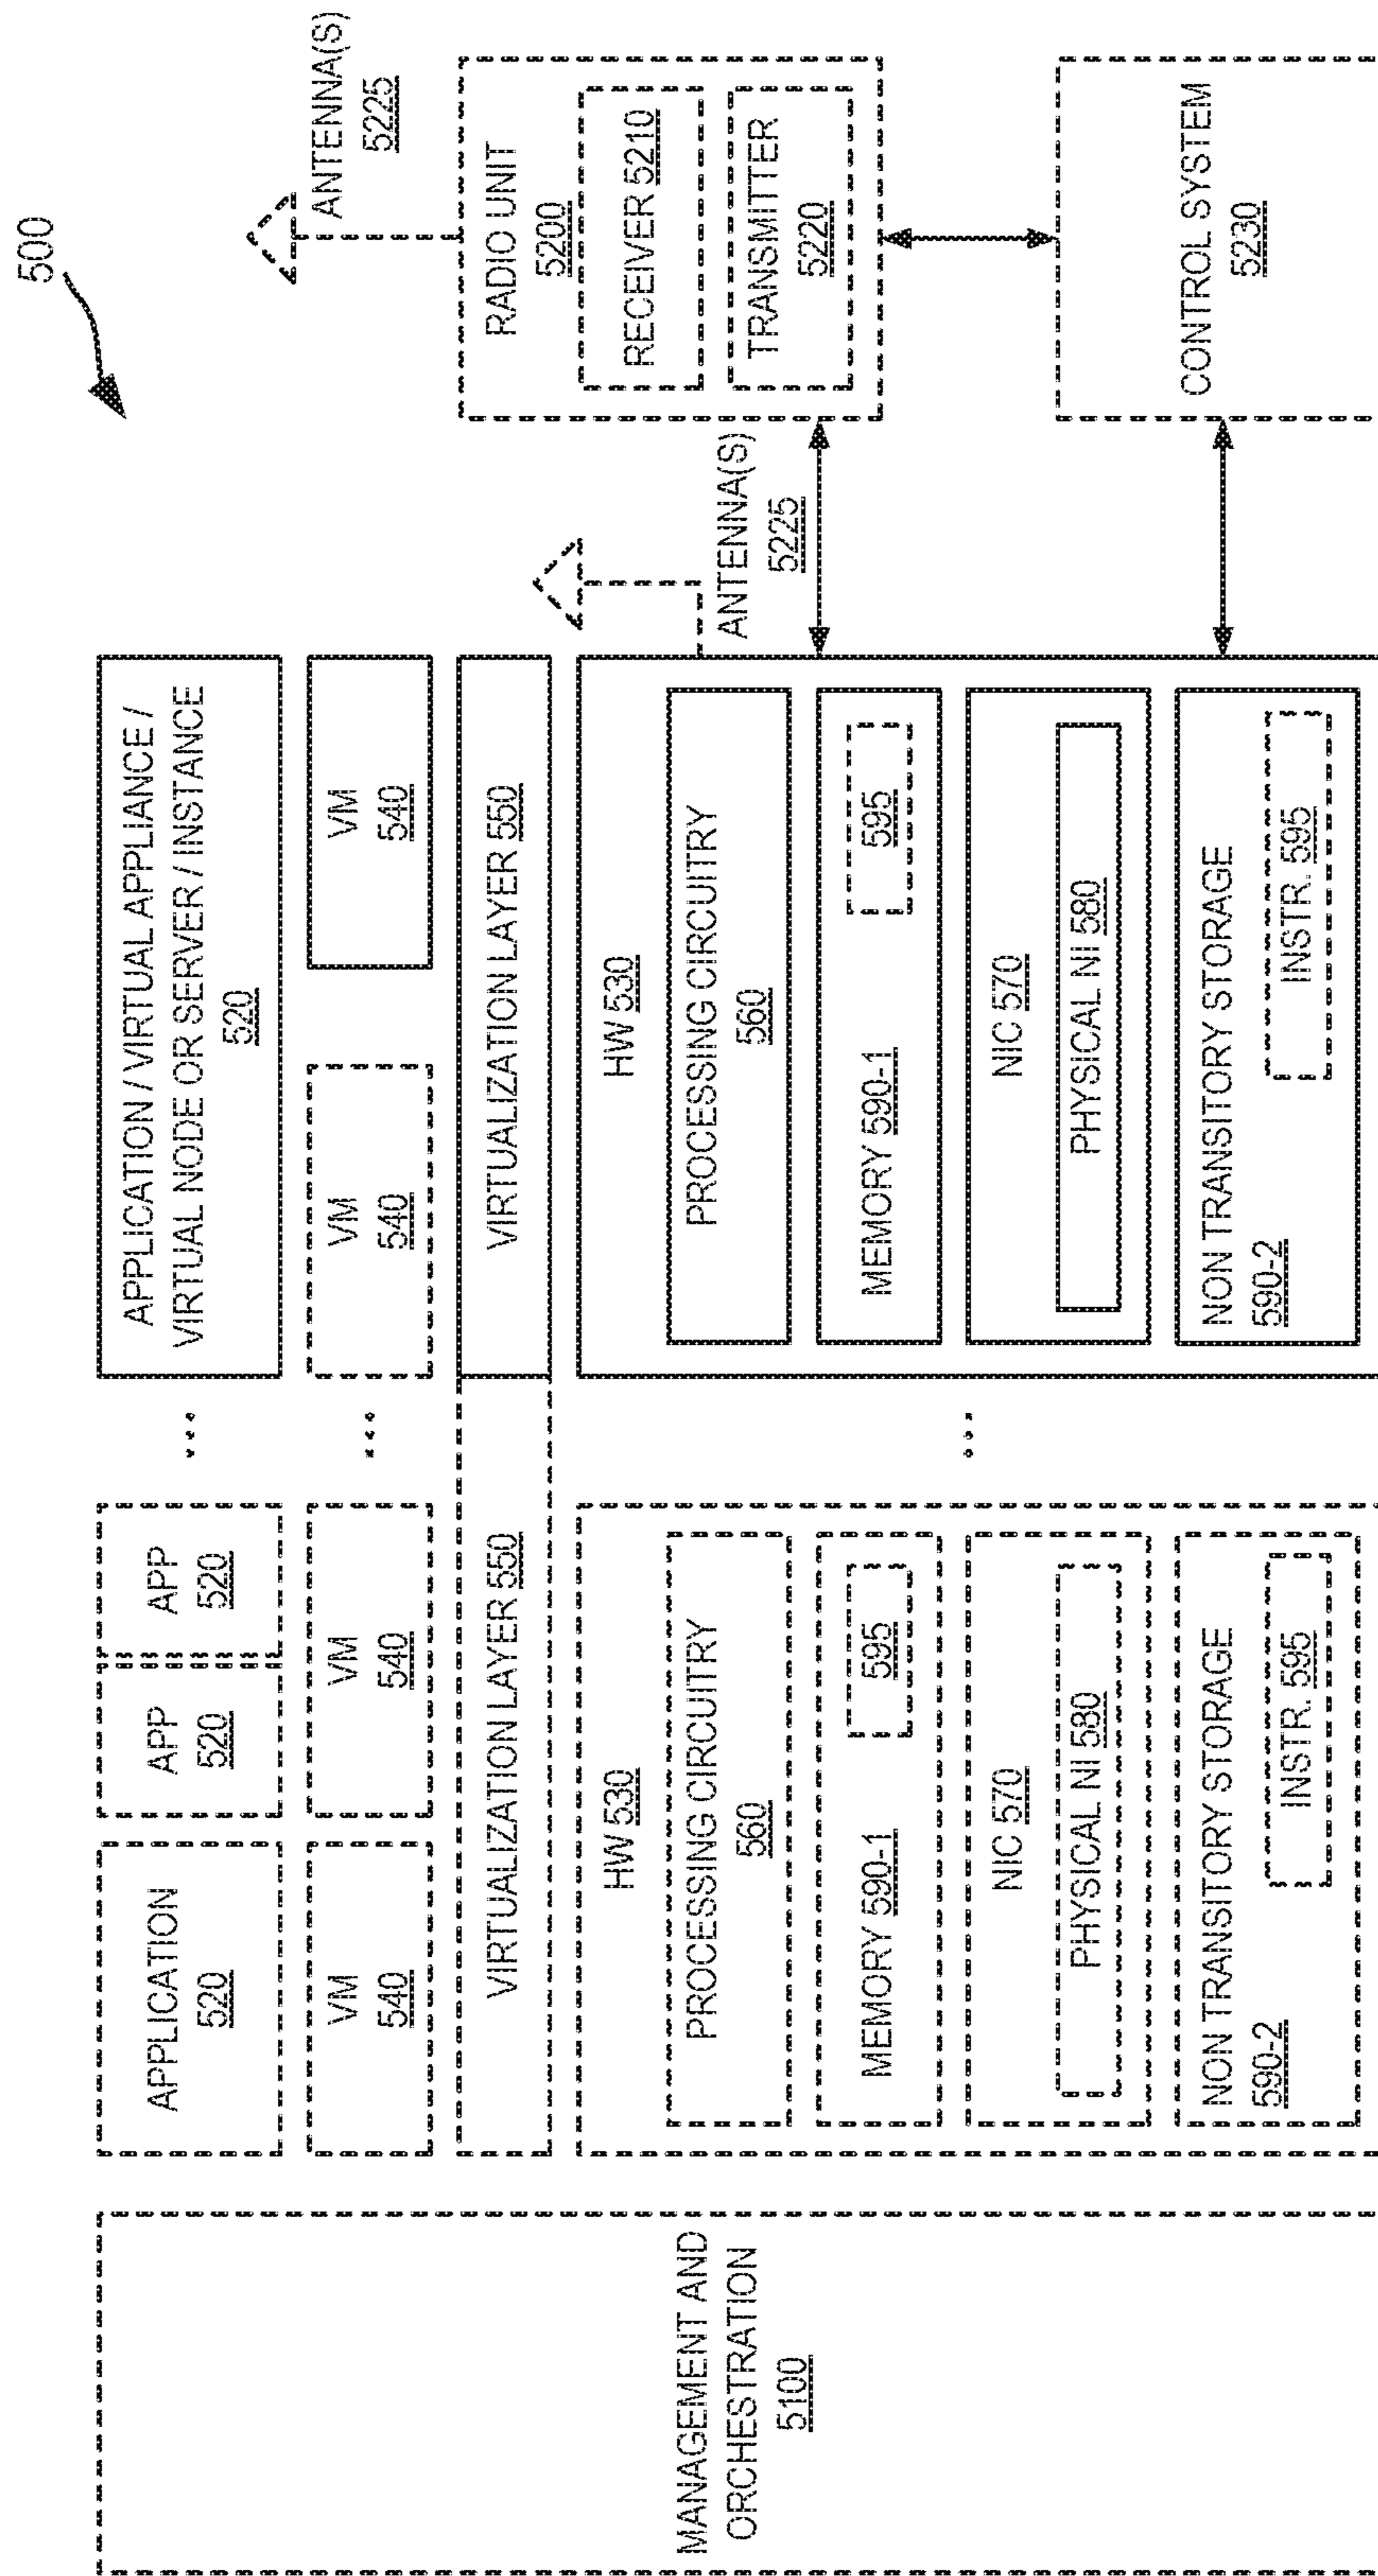 500
MANAGEMENT AND
ORCHESTRATION
5100
APPLICATION
520
APP
520
APP
520
...
APPLICATION / VIRTUAL APPLIANCE /
VIRTUAL NODE OR SERVER / INSTANCE
520
VM
540
VM
540
...
VM
540
VM
540
VIRTUALIZATION LAYER 550
VIRTUALIZATION LAYER 550
HW 530
PROCESSING CIRCUITRY
560
MEMORY 590-1
595
NIC 570
PHYSICAL NI 580
NON TRANSITORY STORAGE
590-2
INSTR. 595
...
HW 530
PROCESSING CIRCUITRY
560
MEMORY 590-1
595
NIC 570
PHYSICAL NI 580
NON TRANSITORY STORAGE
590-2
INSTR. 595
ANTENNA(S)
5225
ANTENNA(S)
5225
RADIO UNIT
5200
RECEIVER 5210
TRANSMITTER
5220
CONTROL SYSTEM
5230